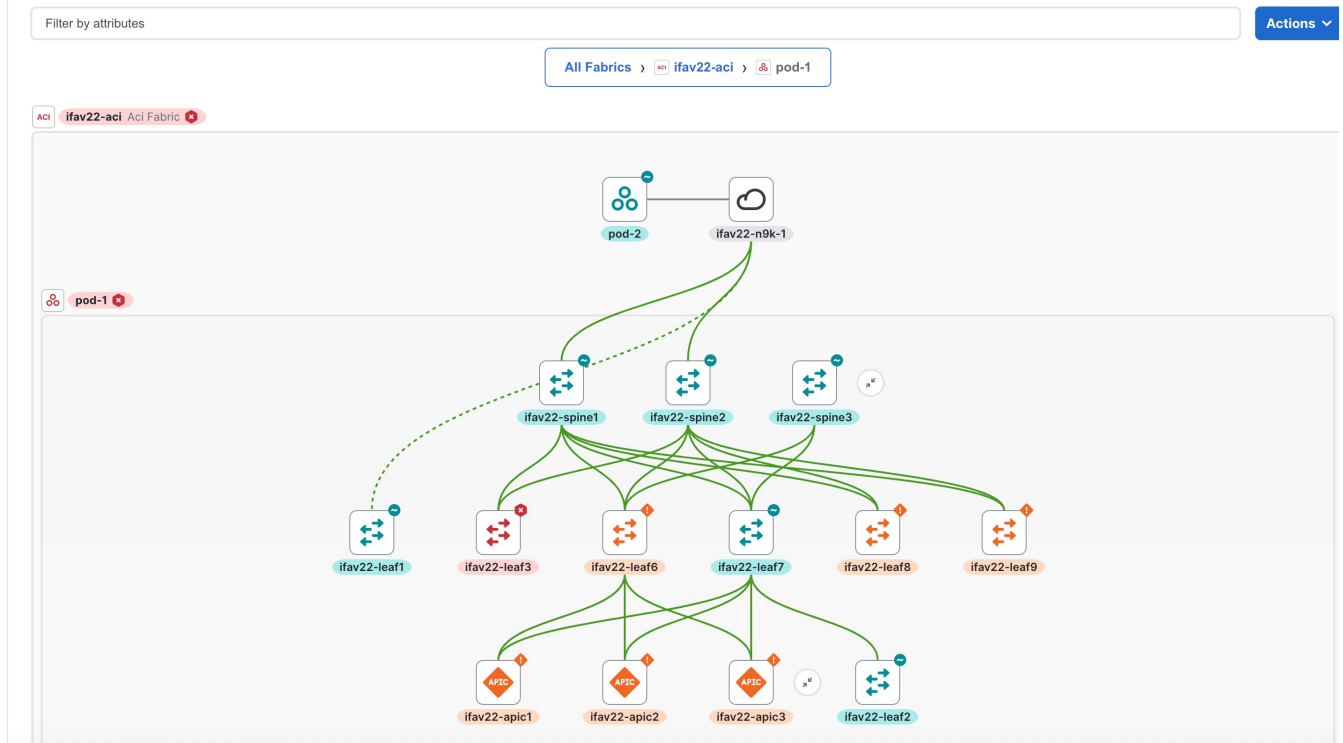 Filter by attributes
Actions
All Fabrics › ACI ifav22-aci › pod-1
ACI ifav22-aci Aci Fabric
pod-2
ifav22-n9k-1
pod-1
ifav22-spine1
ifav22-spine2
ifav22-spine3
ifav22-leaf1
ifav22-leaf3
ifav22-leaf6
ifav22-leaf7
ifav22-leaf8
ifav22-leaf9
APIC
APIC
APIC
ifav22-apic1
ifav22-apic2
ifav22-apic3
ifav22-leaf2